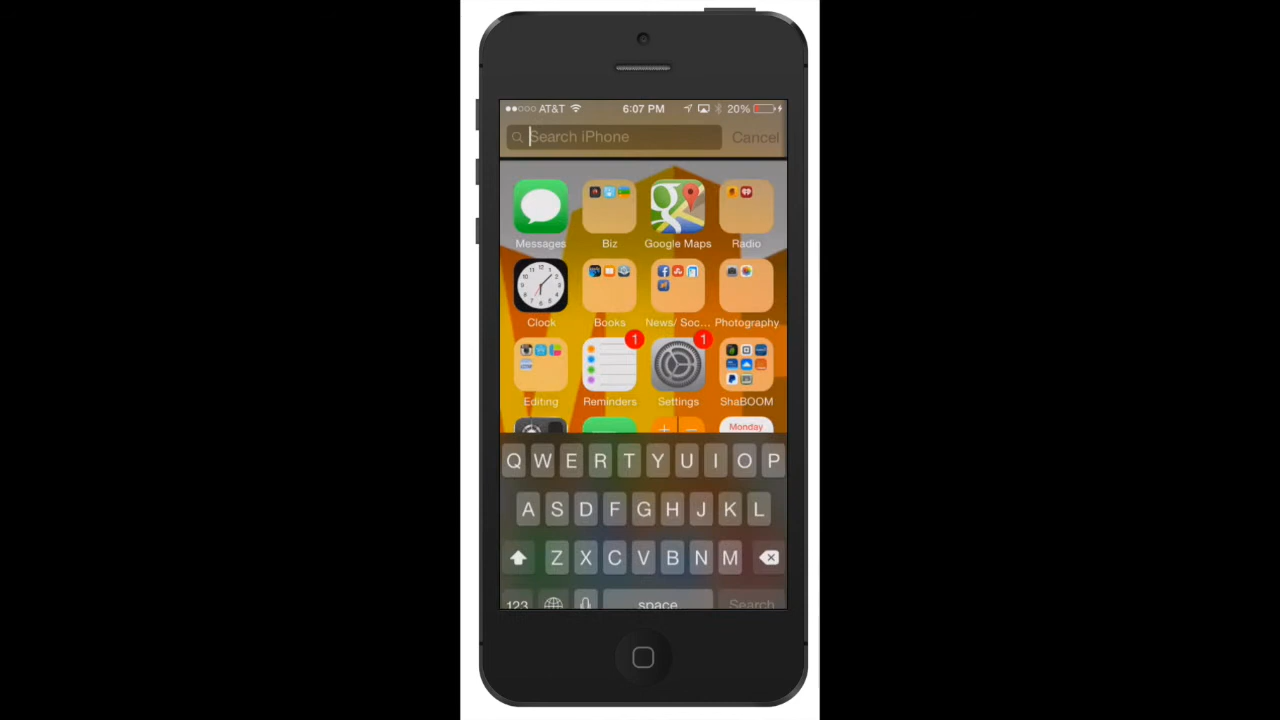 AT&T 6:07 PM 20%
Search iPhone Cancel
Messages Biz Google Maps Radio
Clock Books News/ Soc... Photography
1 1
Editing Reminders Settings ShaBOOM
Monday
Q W E R T Y U I O P
A S D F G H J K L
Z X C V B N M
123 space Search